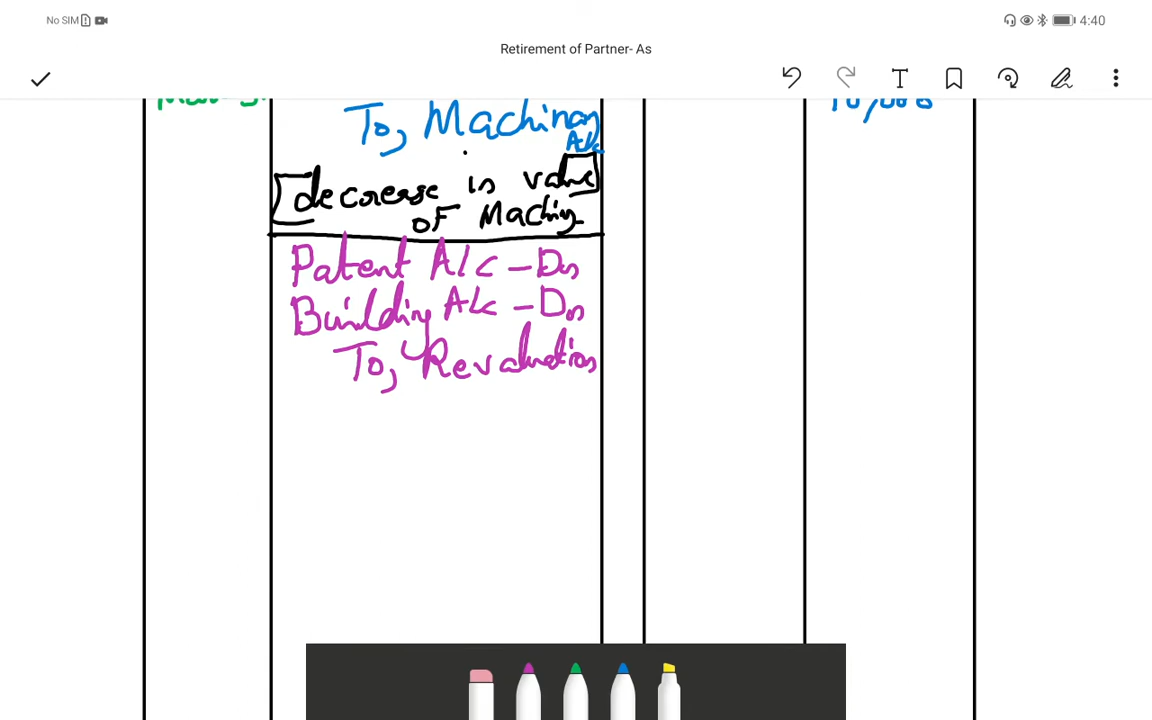 No SIM
4:40
Retirement of Partner- As
To, Machinery
A/c
decrease in value
of Machin
Patent A/c - Dr
Building A/c - Dr
To, Revaluation